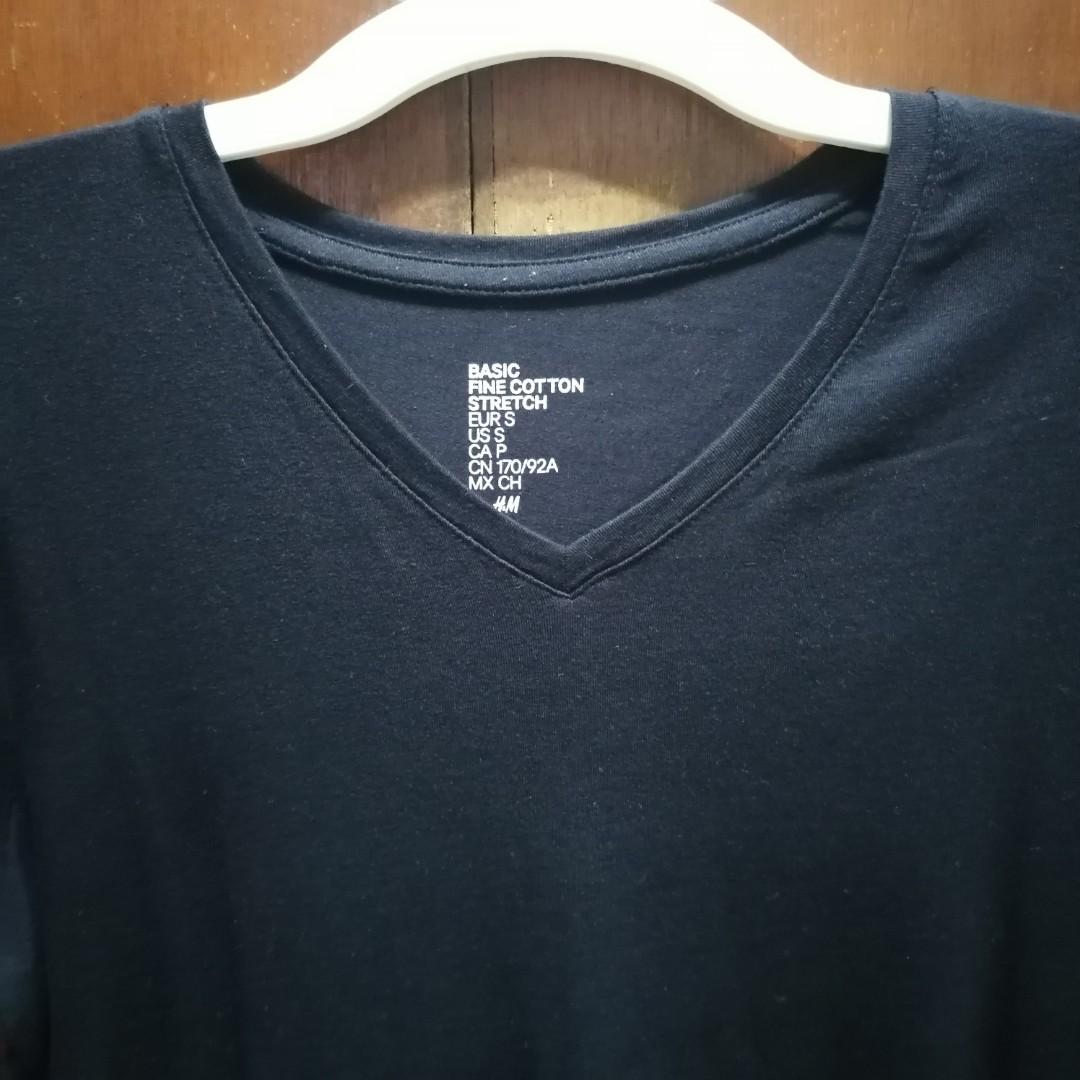 BASIC
FINE COTTON
STRETCH
EUR S
US S
CA P
CN 170/92A
MX CH
H&M